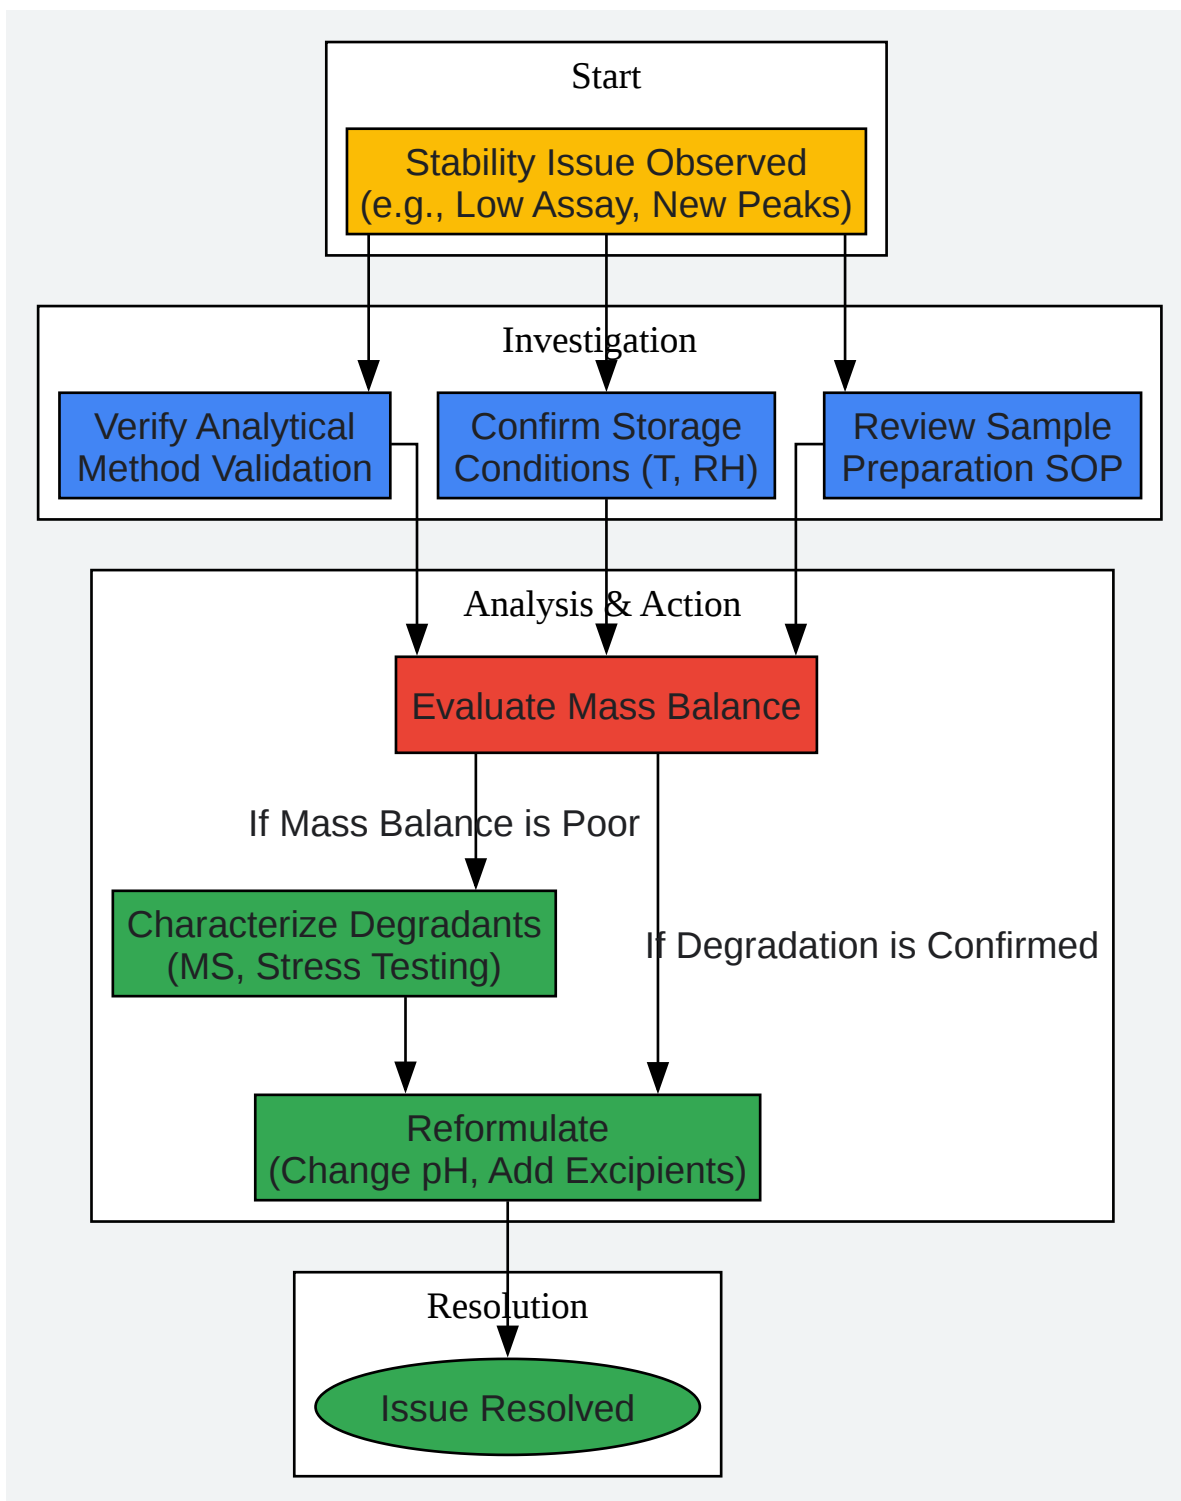 Start
Stability Issue Observed
(e.g., Low Assay, New Peaks)
Investigation
Verify Analytical
Method Validation
Confirm Storage
Conditions (T, RH)
Review Sample
Preparation SOP
Analysis & Action
Evaluate Mass Balance
If Mass Balance is Poor
Characterize Degradants
(MS, Stress Testing)
If Degradation is Confirmed
Reformulate
(Change pH, Add Excipients)
Resolution
Issue Resolved